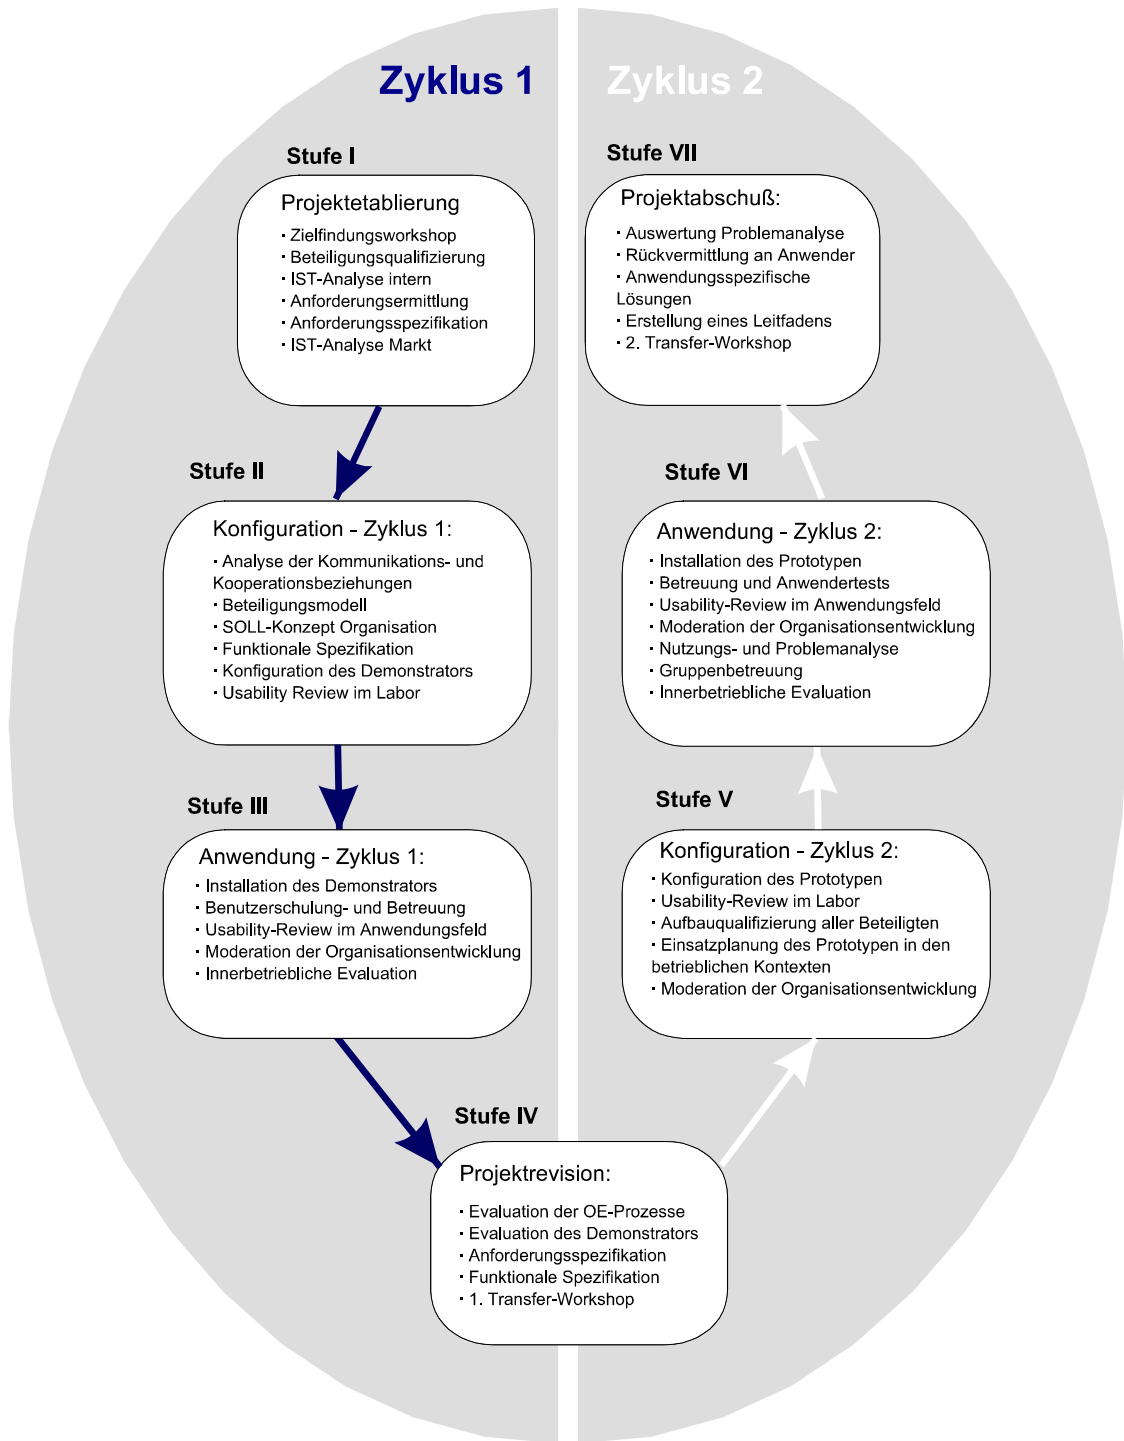 Zyklus 1
Stufe I
Projektetablierung
· Zielfindungsworkshop
· Beteiligungsqualifizierung
· IST-Analyse intern
· Anforderungsermittlung
· Anforderungsspezifikation
· IST-Analyse Markt
Stufe II
Konfiguration - Zyklus 1:
· Analyse der Kommunikations- und
Kooperationsbeziehungen
· Beteiligungsmodell
· SOLL-Konzept Organisation
· Funktionale Spezifikation
· Konfiguration des Demonstrators
· Usability Review im Labor
Stufe III
Anwendung - Zyklus 1:
· Installation des Demonstrators
· Benutzerschulung- und Betreuung
· Usability-Review im Anwendungsfeld
· Moderation der Organisationsentwicklung
· Innerbetriebliche Evaluation
Stufe IV
Projektrevision:
· Evaluation der OE-Prozesse
· Evaluation des Demonstrators
· Anforderungsspezifikation
· Funktionale Spezifikation
· 1. Transfer-Workshop
Zyklus 2
Stufe VII
Projektabschuß:
· Auswertung Problemanalyse
· Rückvermittlung an Anwender
· Anwendungsspezifische
Lösungen
· Erstellung eines Leitfadens
· 2. Transfer-Workshop
Stufe VI
Anwendung - Zyklus 2:
· Installation des Prototypen
· Betreuung und Anwendertests
· Usability-Review im Anwendungsfeld
· Moderation der Organisationsentwicklung
· Nutzungs- und Problemanalyse
· Gruppenbetreuung
· Innerbetriebliche Evaluation
Stufe V
Konfiguration - Zyklus 2:
· Konfiguration des Prototypen
· Usability-Review im Labor
· Aufbauqualifizierung aller Beteiligten
· Einsatzplanung des Prototypen in den
betrieblichen Kontexten
· Moderation der Organisationsentwicklung